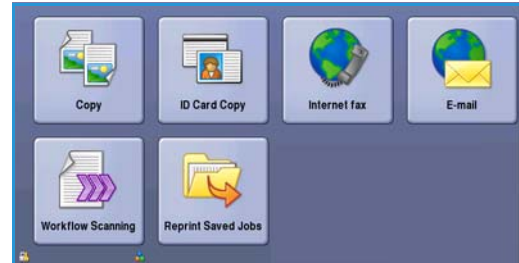 Copy
ID Card Copy
Internet fax
E-mail
Workflow Scanning
Reprint Saved Jobs